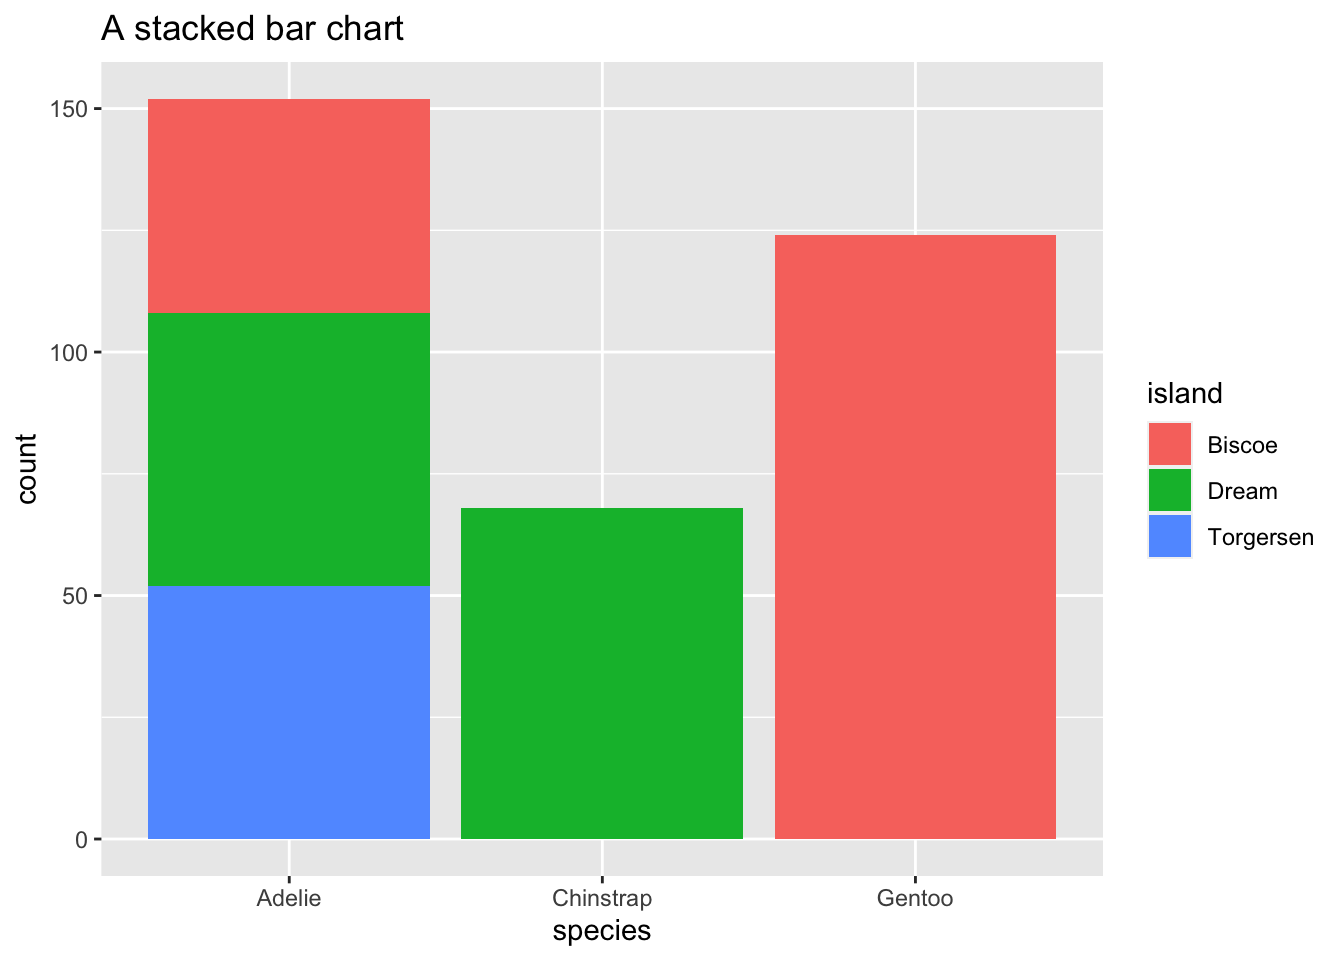 A stacked bar chart
150
100
50
0
count
Adelie
Chinstrap
Gentoo
species
island
Biscoe
Dream
Torgersen